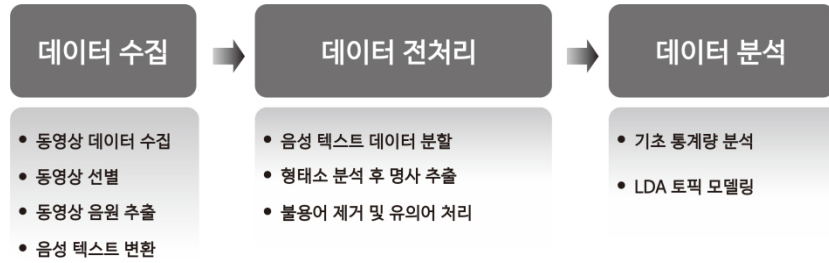 데이터 수집
데이터 전처리
데이터 분석
• 동영상 데이터 수집
• 동영상 선별
• 동영상 음원 추출
• 음성 텍스트 변환
• 음성 텍스트 데이터 분할
• 형태소 분석 후 명사 추출
• 불용어 제거 및 유의어 처리
• 기초 통계량 분석
• LDA 토픽 모델링